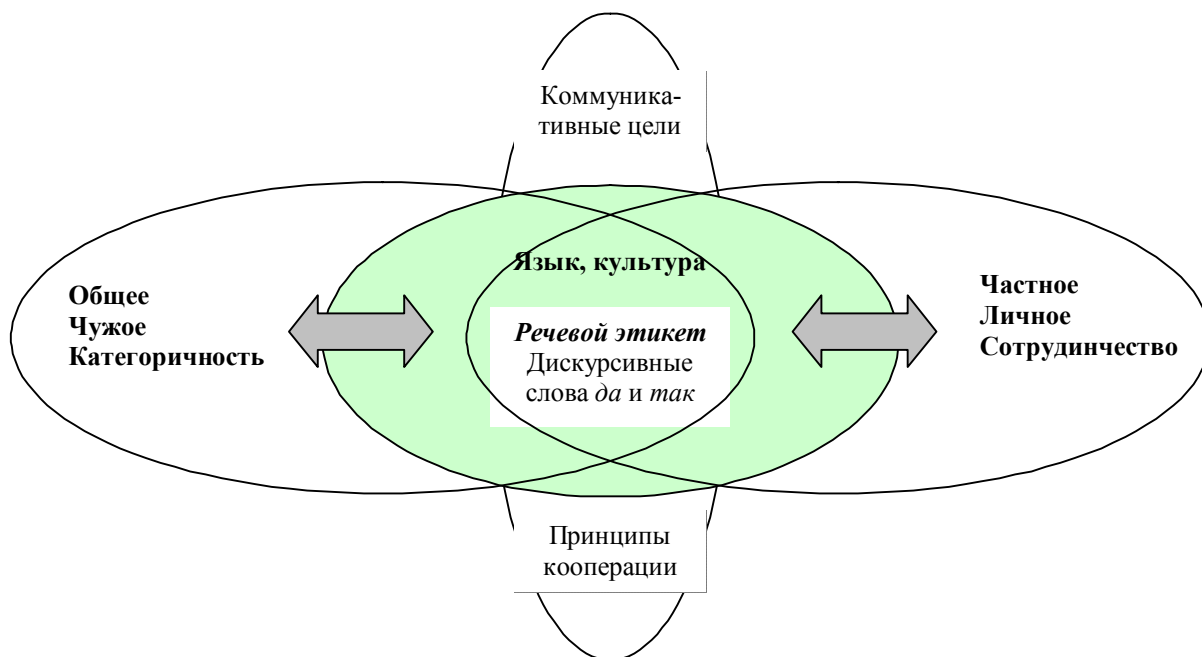 Коммуника-
тивные цели
Язык, культура
Общее
Чужое
Категоричность
Речевой этикет
Дискурсивные
слова да и так
Частное
Личное
Сотрудинчество
Принципы
кооперации